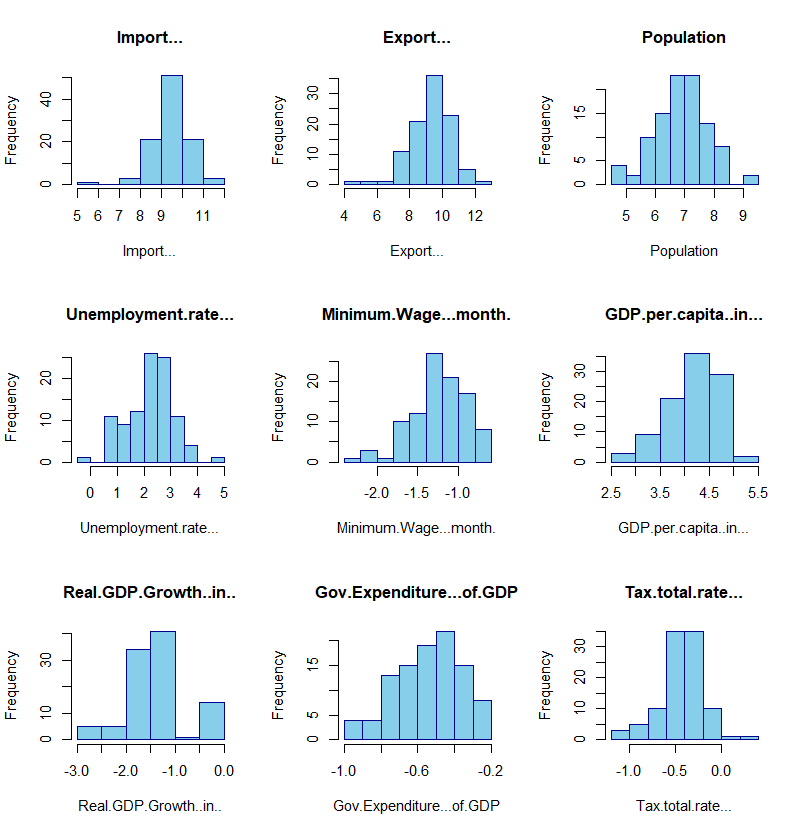 Import...
Export...
Population
Frequency
0 20 40
5 6 7 8 9 11
Import...
Frequency
0 10 20 30
4 6 8 10 12
Export...
Frequency
0 5 15
5 6 7 8 9
Population
Unemployment.rate...
Minimum.Wage...month.
GDP.per.capita..in...
Frequency
0 10 20
0 1 2 3 4 5
Unemployment.rate...
Frequency
0 10 20
-2.0 -1.5 -1.0
Minimum.Wage...month.
Frequency
0 10 20 30
2.5 3.5 4.5 5.5
GDP.per.capita..in...
Real.GDP.Growth..in..
Gov.Expenditure...of.GDP
Tax.total.rate...
Frequency
0 10 30
-3.0 -2.0 -1.0 0.0
Real.GDP.Growth..in..
Frequency
0 5 15
-1.0 -0.6 -0.2
Gov.Expenditure...of.GDP
Frequency
0 10 20 30
-1.0 -0.5 0.0
Tax.total.rate...